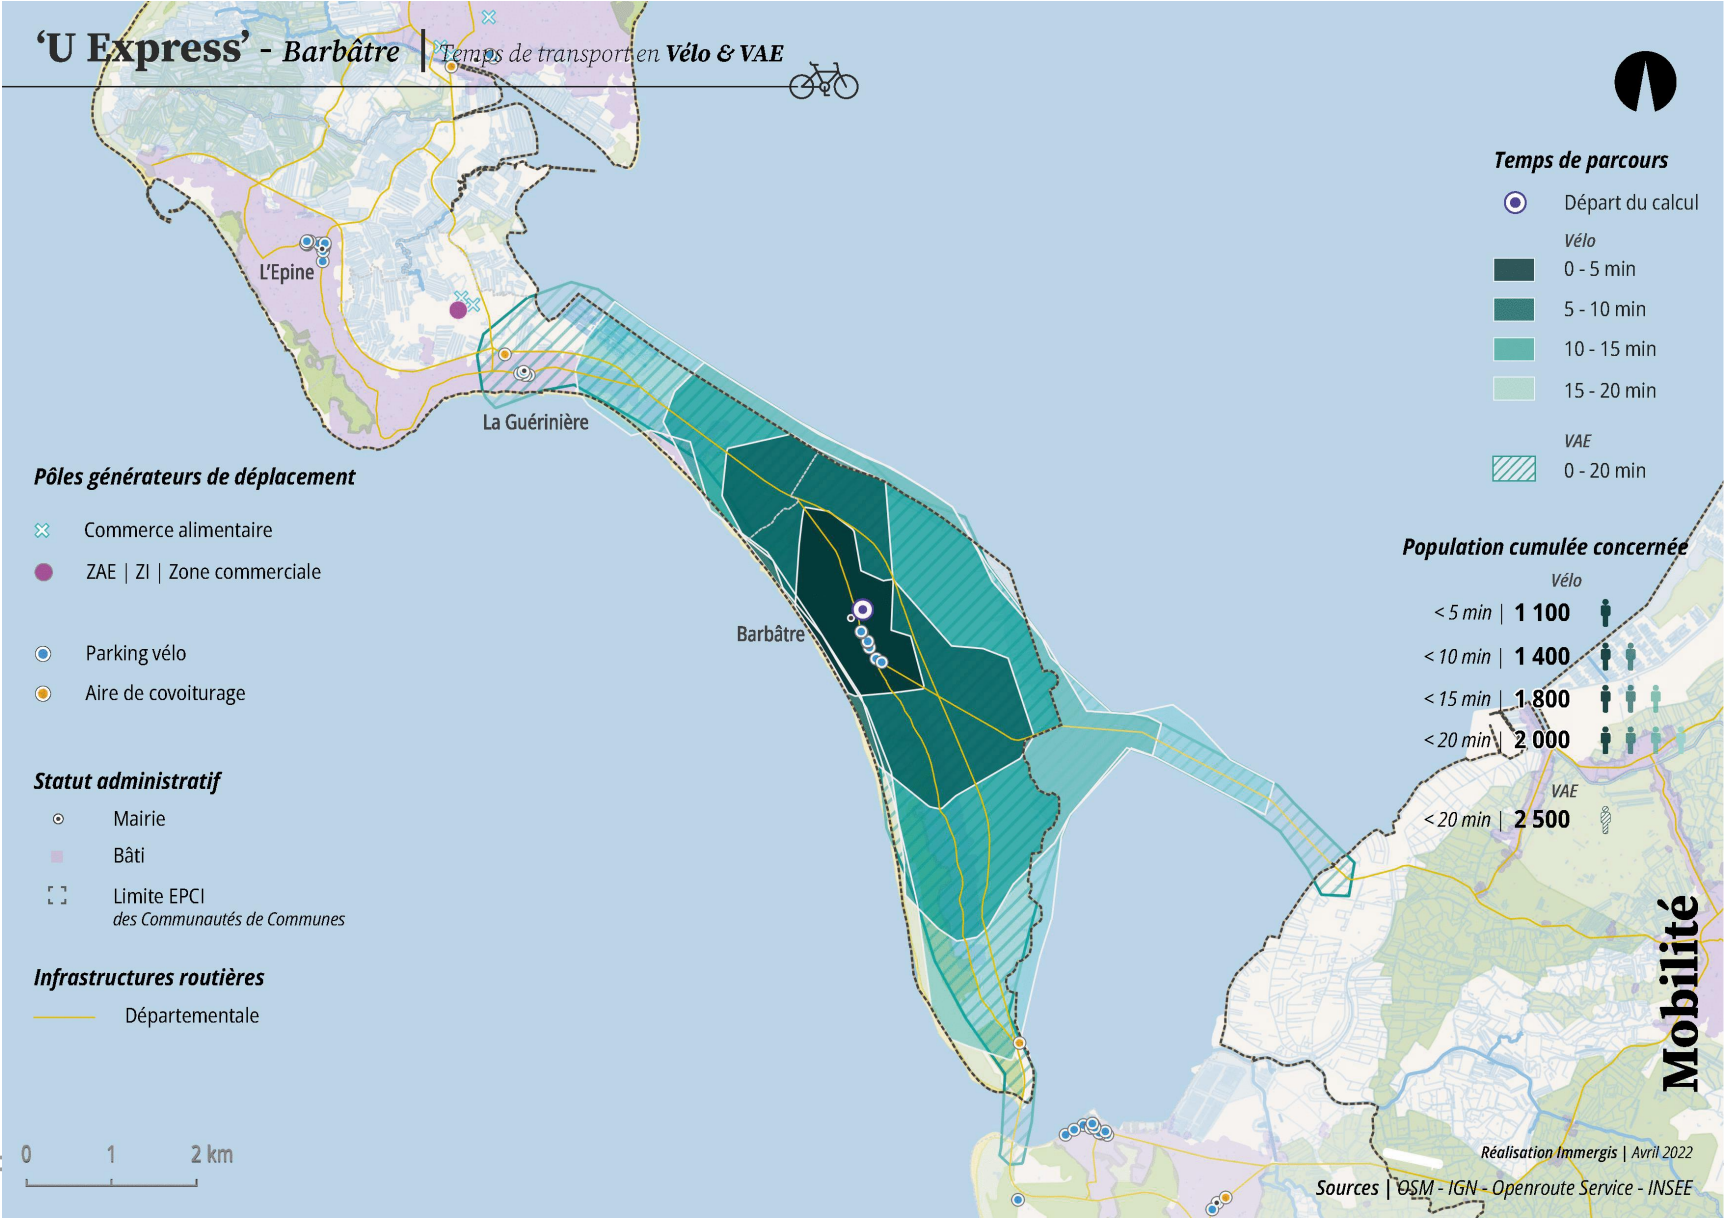 ‘U Express’ - Barbâtre | Temps de transport en Vélo & VAE
Temps de parcours
Départ du calcul
Vélo
0 - 5 min
5 - 10 min
10 - 15 min
15 - 20 min
VAE
0 - 20 min
Population cumulée concernée
Vélo
< 5 min | 1 100
< 10 min | 1 400
< 15 min | 1 800
< 20 min | 2 000
VAE
< 20 min | 2 500
L'Epine
La Guérinière
Barbâtre
Pôles générateurs de déplacement
Commerce alimentaire
ZAE | ZI | Zone commerciale
Parking vélo
Aire de covoiturage
Statut administratif
Mairie
Bâti
Limite EPCI
des Communautés de Communes
Infrastructures routières
Départementale
0 1 2 km
Mobilité
Réalisation Immergis | Avril 2022
Sources | OSM - IGN - Openroute Service - INSEE